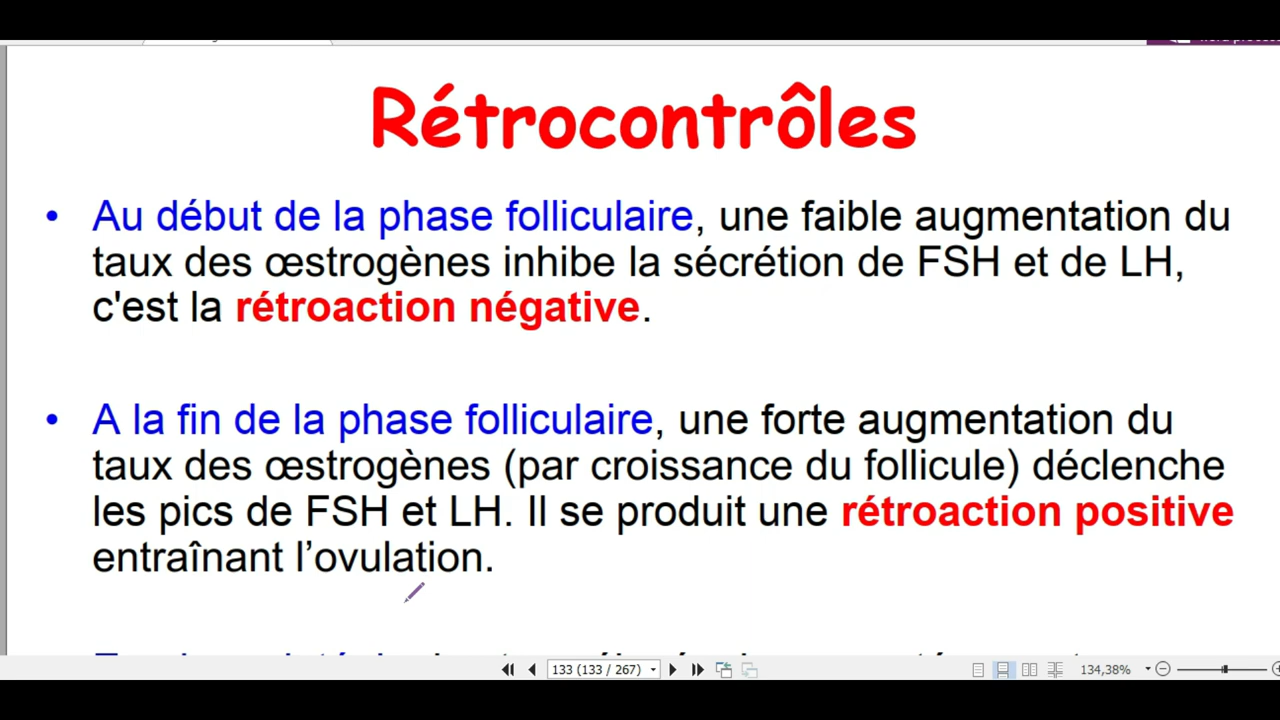 Rétrocontrôles
• Au début de la phase folliculaire, une faible augmentation du
taux des œstrogènes inhibe la sécrétion de FSH et de LH,
c'est la rétroaction négative.
• A la fin de la phase folliculaire, une forte augmentation du
taux des œstrogènes (par croissance du follicule) déclenche
les pics de FSH et LH. Il se produit une rétroaction positive
entraînant l’ovulation.
133 (133 / 267)
134,38%